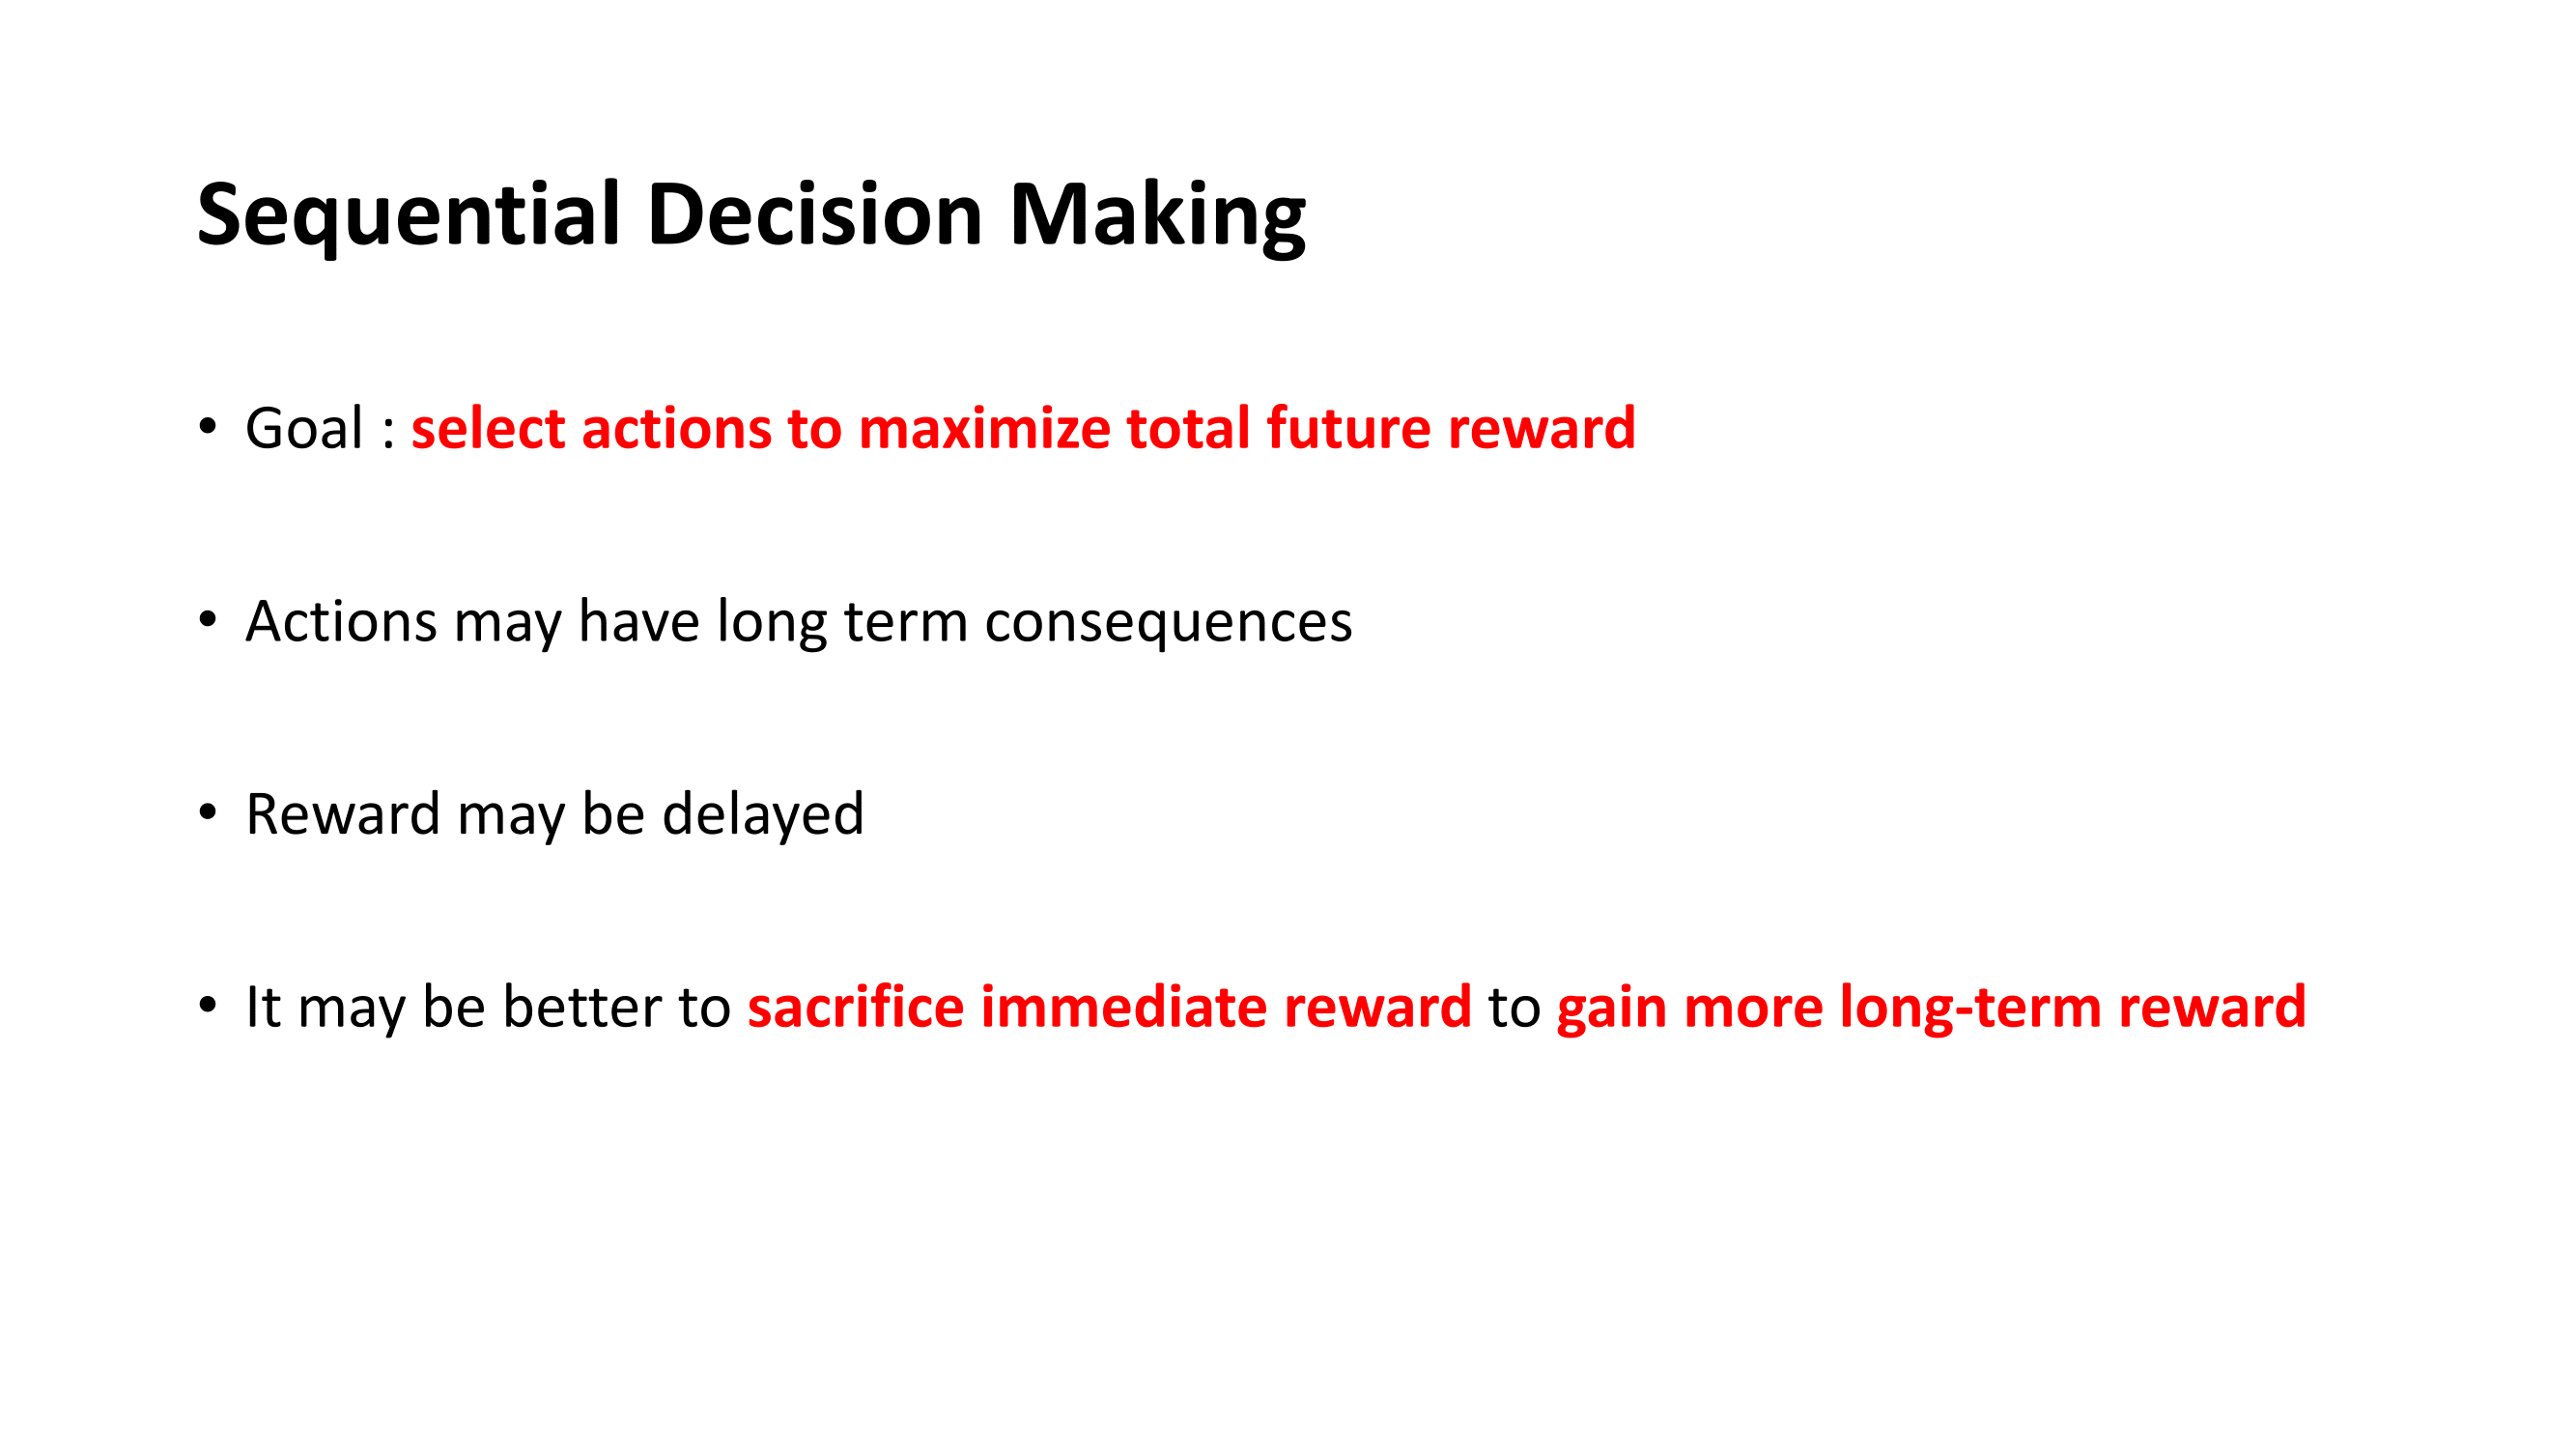 Sequential Decision Making
• Goal : select actions to maximize total future reward
• Actions may have long term consequences
• Reward may be delayed
• It may be better to sacrifice immediate reward to gain more long-term reward